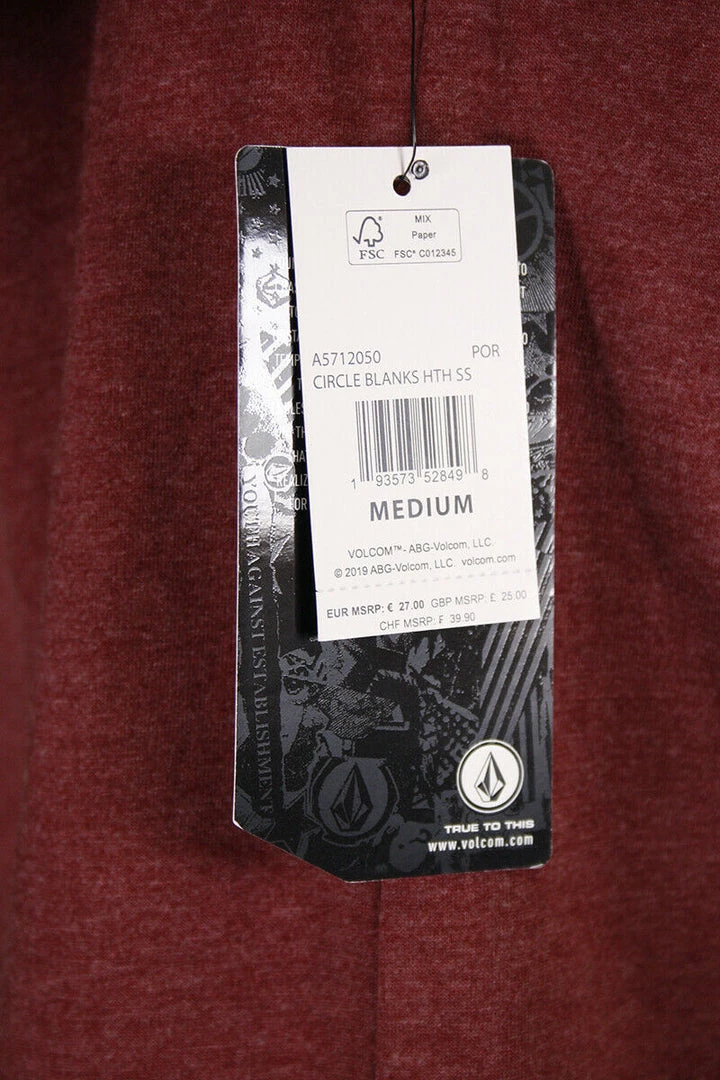 MIX
Paper
FSC
FSC® C012345
A5712050 POR
CIRCLE BLANKS HTH SS
1 93573 52849 8
MEDIUM
VOLCOM™- ABG-Volcom, LLC.
© 2019 ABG-Volcom, LLC. volcom.com
EUR MSRP: € 27.00 GBP MSRP: £ 25.00
CHF MSRP: ₣ 39.90
YOUTH AGAINST ESTABLISHMENT
TRUE TO THIS
www.volcom.com